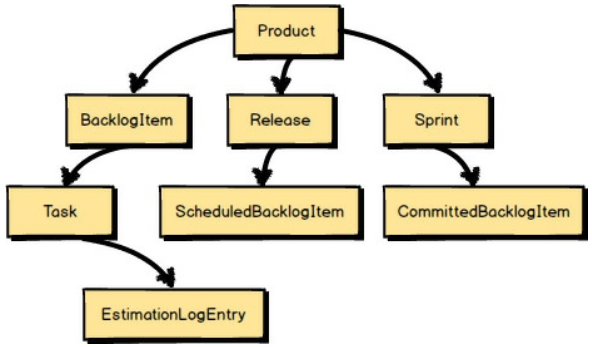 Product
BacklogItem
Release
Sprint
Task
ScheduledBacklogItem
CommittedBacklogItem
EstimationLogEntry